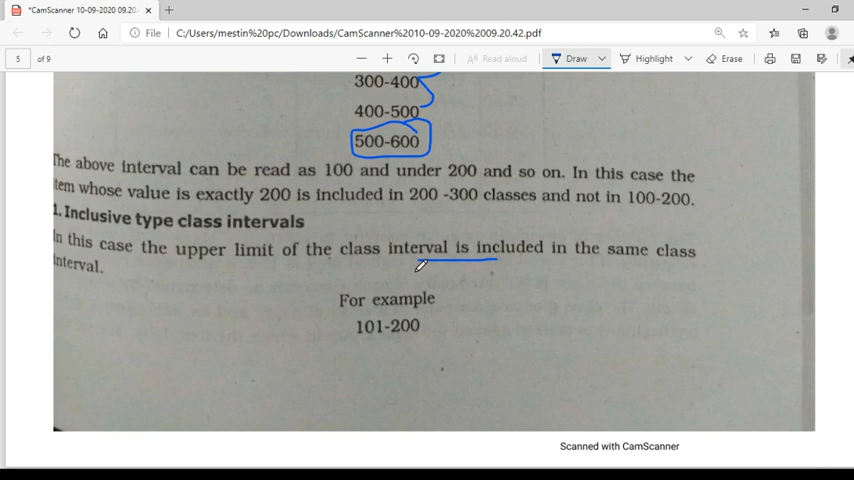 *CamScanner 10-09-2020 09.20.
File
C:/Users/mestin%20pc/Downloads/CamScanner%2010-09-2020%2009.20.42.pdf
5 of 9
Read aloud
Draw
Highlight
Erase
300-400
400-500
500-600
The above interval can be read as 100 and under 200 and so on. In this case the
tem whose value is exactly 200 is included in 200 -300 classes and not in 100-200.
1. Inclusive type class intervals
In this case the upper limit of the class interval is included in the same class
interval.
For example
101-200
Scanned with CamScanner